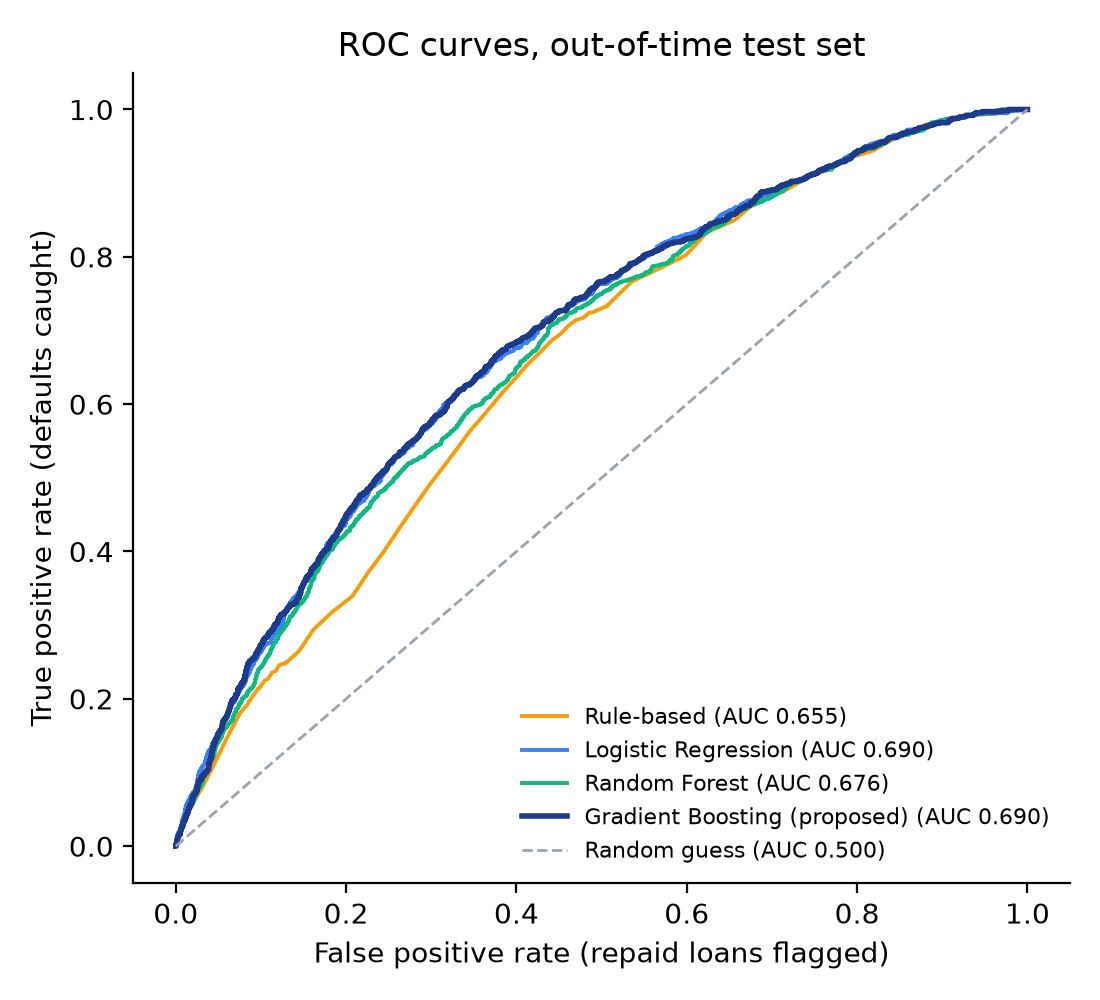 ROC curves, out-of-time test set
True positive rate (defaults caught)
1.0
0.8
0.6
0.4
0.2
0.0
Rule-based (AUC 0.655)
Logistic Regression (AUC 0.690)
Random Forest (AUC 0.676)
Gradient Boosting (proposed) (AUC 0.690)
Random guess (AUC 0.500)
0.0 0.2 0.4 0.6 0.8 1.0
False positive rate (repaid loans flagged)